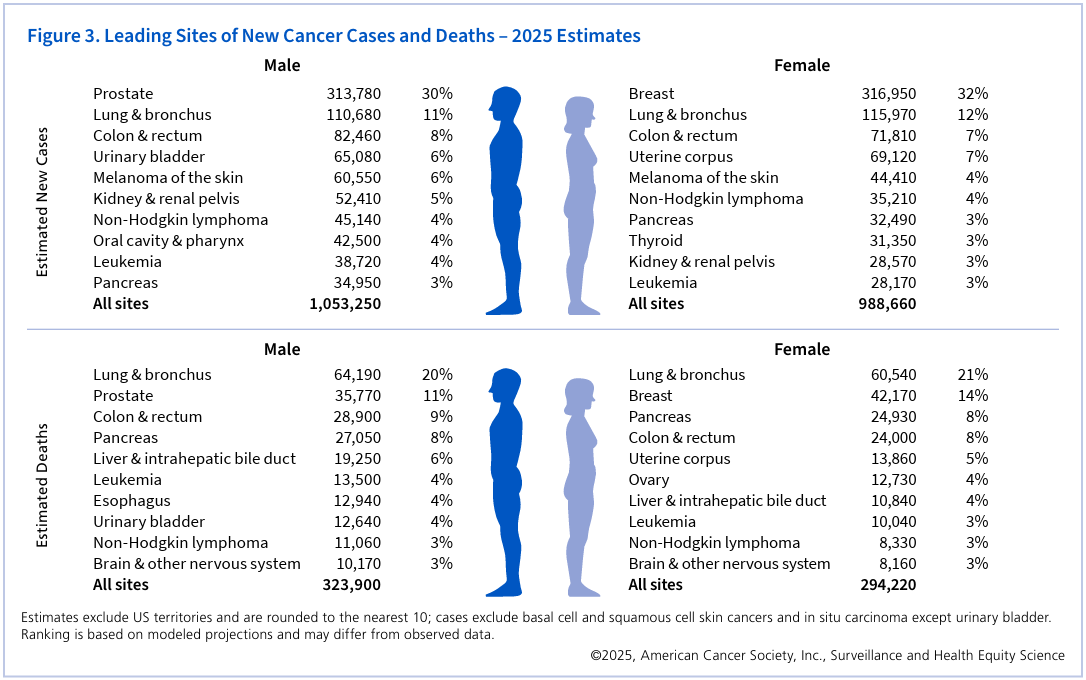 Figure 3. Leading Sites of New Cancer Cases and Deaths – 2025 Estimates
Male
Female
Estimated New Cases
Prostate 313,780 30%
Lung & bronchus 110,680 11%
Colon & rectum 82,460 8%
Urinary bladder 65,080 6%
Melanoma of the skin 60,550 6%
Kidney & renal pelvis 52,410 5%
Non-Hodgkin lymphoma 45,140 4%
Oral cavity & pharynx 42,500 4%
Leukemia 38,720 4%
Pancreas 34,950 3%
All sites 1,053,250
Breast 316,950 32%
Lung & bronchus 115,970 12%
Colon & rectum 71,810 7%
Uterine corpus 69,120 7%
Melanoma of the skin 44,410 4%
Non-Hodgkin lymphoma 35,210 4%
Pancreas 32,490 3%
Thyroid 31,350 3%
Kidney & renal pelvis 28,570 3%
Leukemia 28,170 3%
All sites 988,660
Male
Female
Estimated Deaths
Lung & bronchus 64,190 20%
Prostate 35,770 11%
Colon & rectum 28,900 9%
Pancreas 27,050 8%
Liver & intrahepatic bile duct 19,250 6%
Leukemia 13,500 4%
Esophagus 12,940 4%
Urinary bladder 12,640 4%
Non-Hodgkin lymphoma 11,060 3%
Brain & other nervous system 10,170 3%
All sites 323,900
Lung & bronchus 60,540 21%
Breast 42,170 14%
Pancreas 24,930 8%
Colon & rectum 24,000 8%
Uterine corpus 13,860 5%
Ovary 12,730 4%
Liver & intrahepatic bile duct 10,840 4%
Leukemia 10,040 3%
Non-Hodgkin lymphoma 8,330 3%
Brain & other nervous system 8,160 3%
All sites 294,220
Estimates exclude US territories and are rounded to the nearest 10; cases exclude basal cell and squamous cell skin cancers and in situ carcinoma except urinary bladder.
Ranking is based on modeled projections and may differ from observed data.
©2025, American Cancer Society, Inc., Surveillance and Health Equity Science